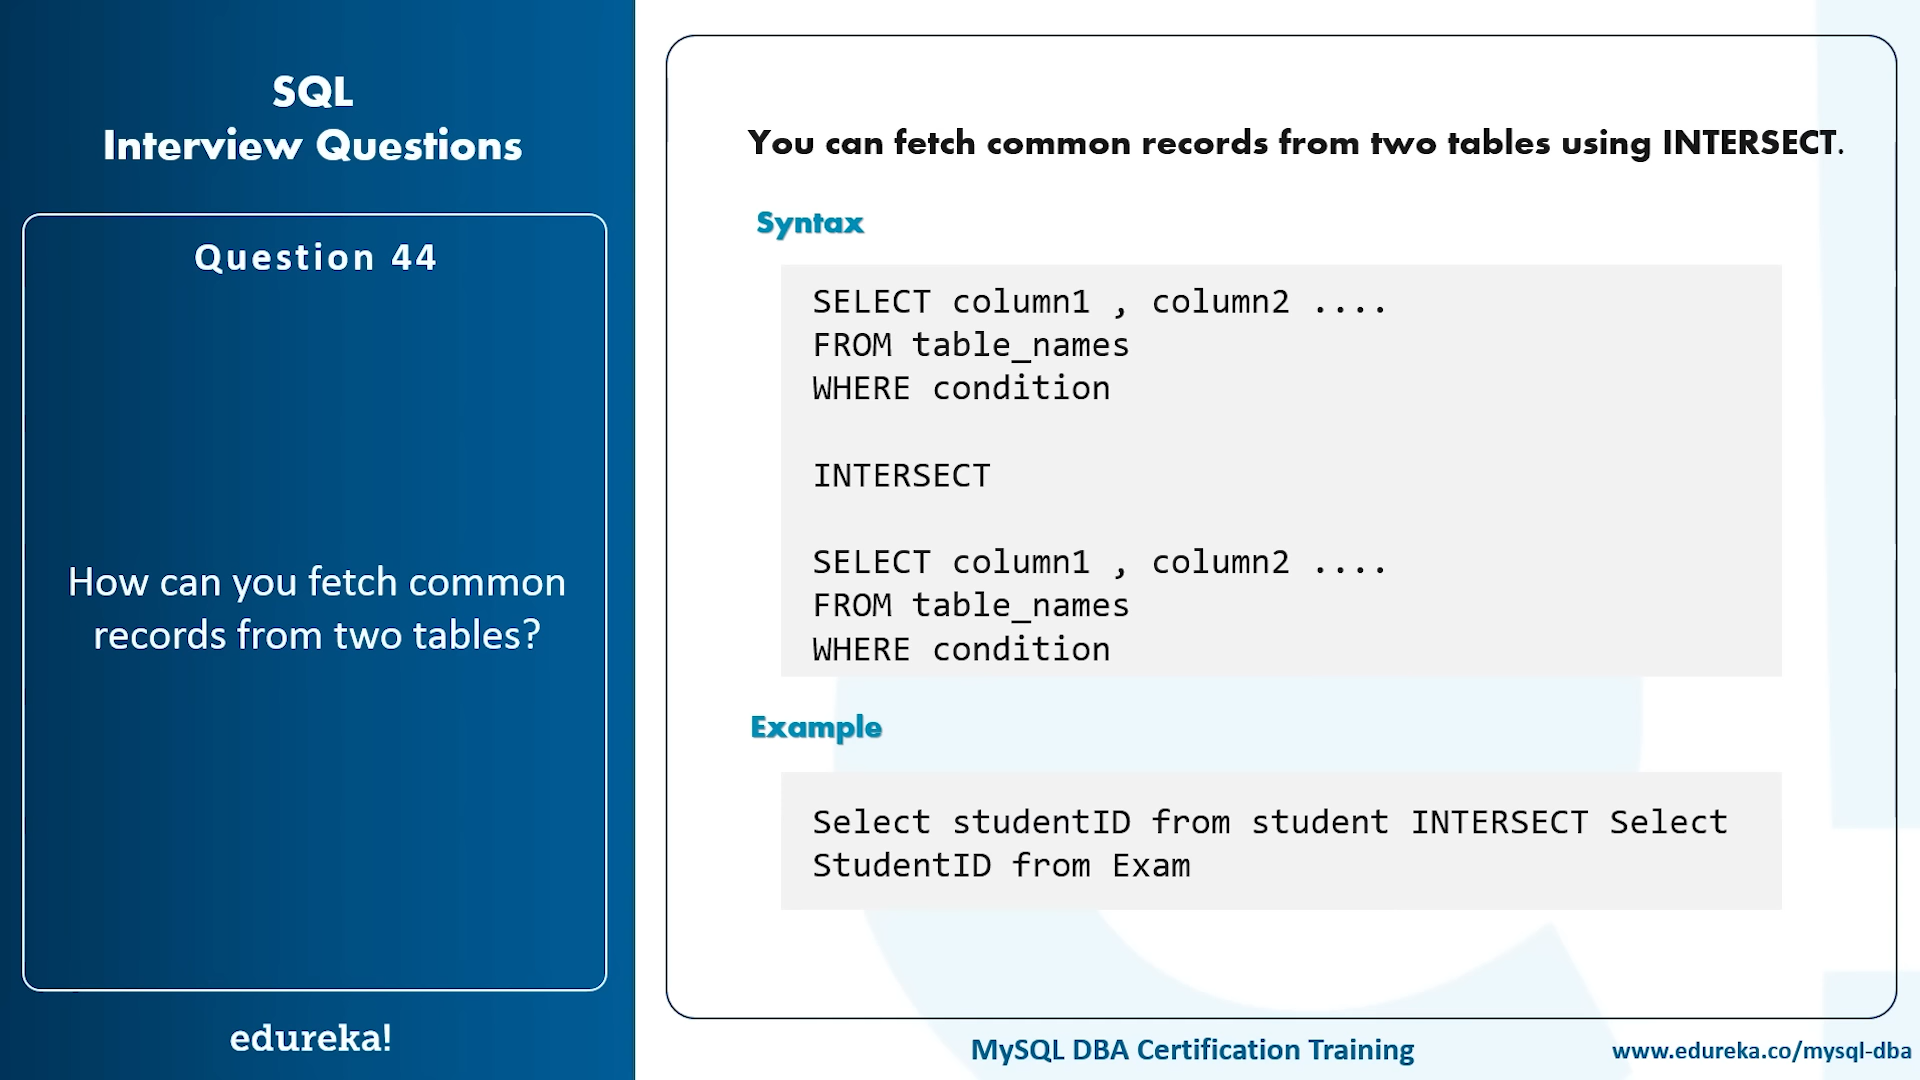 SQL
Interview Questions
Question 44
How can you fetch common
records from two tables?
edureka!
You can fetch common records from two tables using INTERSECT.
Syntax
SELECT column1 , column2 ....
FROM table_names
WHERE condition
INTERSECT
SELECT column1 , column2 ....
FROM table_names
WHERE condition
Example
Select studentID from student INTERSECT Select
StudentID from Exam
MySQL DBA Certification Training
www.edureka.co/mysql-dba